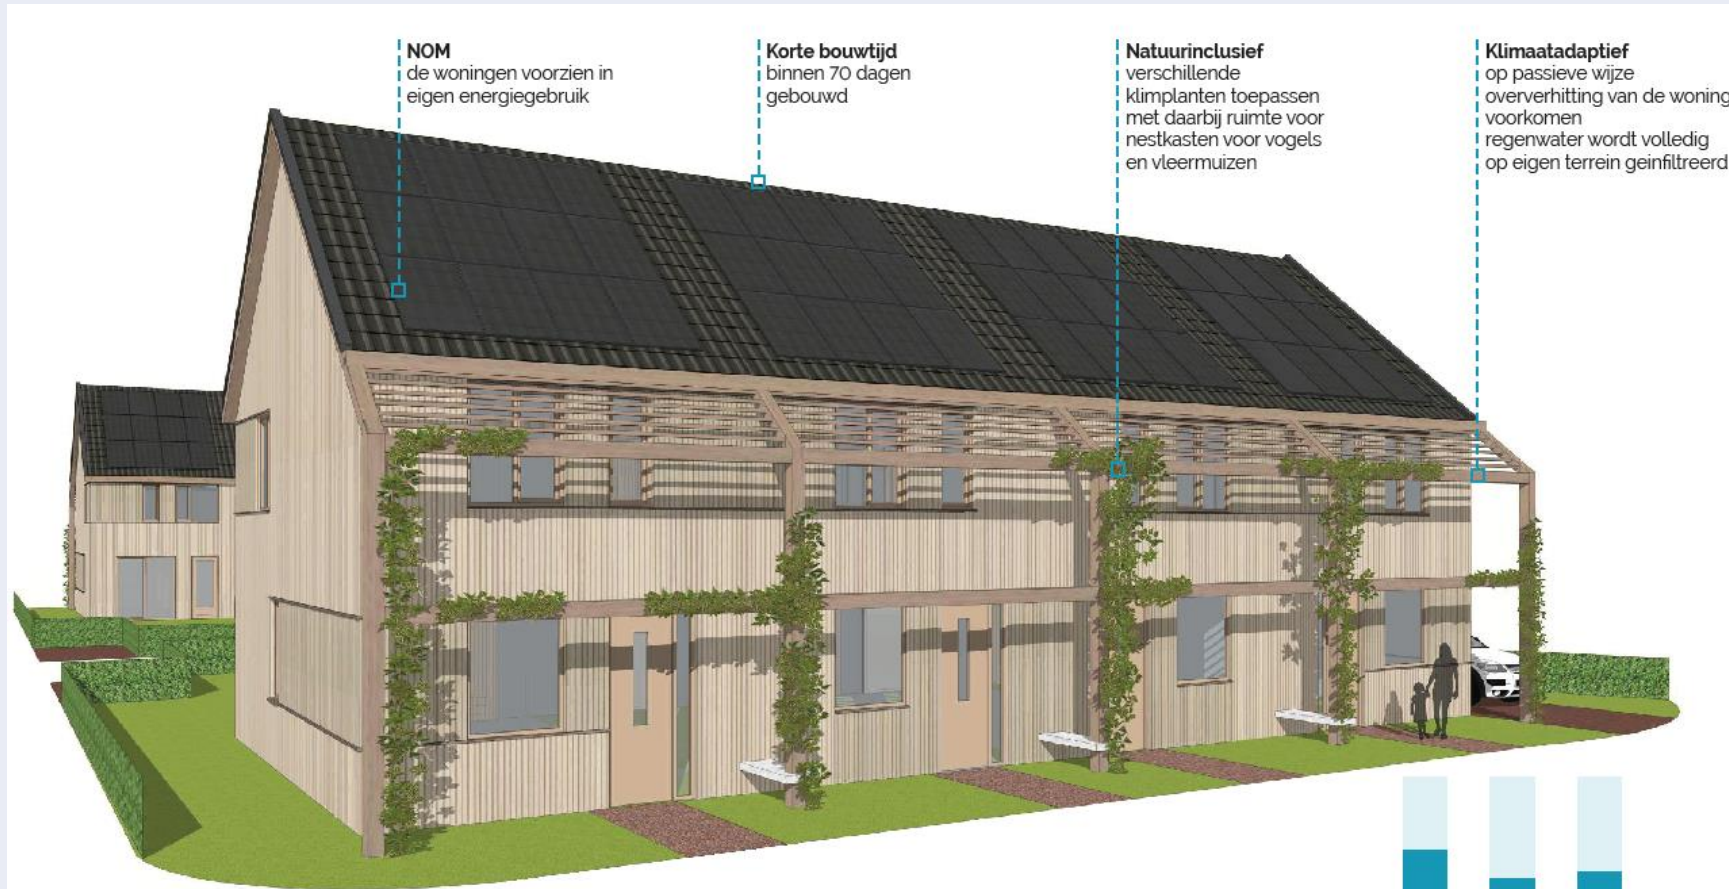 NOM
de woningen voorzien in
eigen energiegebruik
Korte bouwtijd
binnen 70 dagen
gebouwd
Natuurinclusief
verschillende
klimplanten toepassen
met daarbij ruimte voor
nestkasten voor vogels
en vleermuizen
Klimaatadaptief
op passieve wijze
oververhitting van de woning
voorkomen
regenwater wordt volledig
op eigen terrein geinfiltreerd